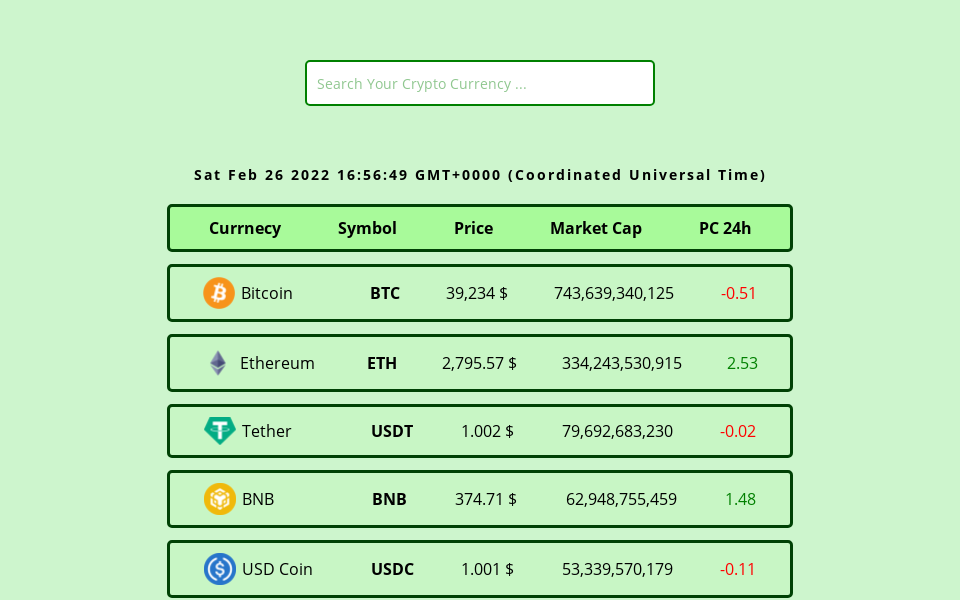 Search Your Crypto Currency ...
Sat Feb 26 2022 16:56:49 GMT+0000 (Coordinated Universal Time)
Currnecy Symbol Price Market Cap PC 24h
Bitcoin BTC 39,234 $ 743,639,340,125 -0.51
Ethereum ETH 2,795.57 $ 334,243,530,915 2.53
Tether USDT 1.002 $ 79,692,683,230 -0.02
BNB BNB 374.71 $ 62,948,755,459 1.48
USD Coin USDC 1.001 $ 53,339,570,179 -0.11